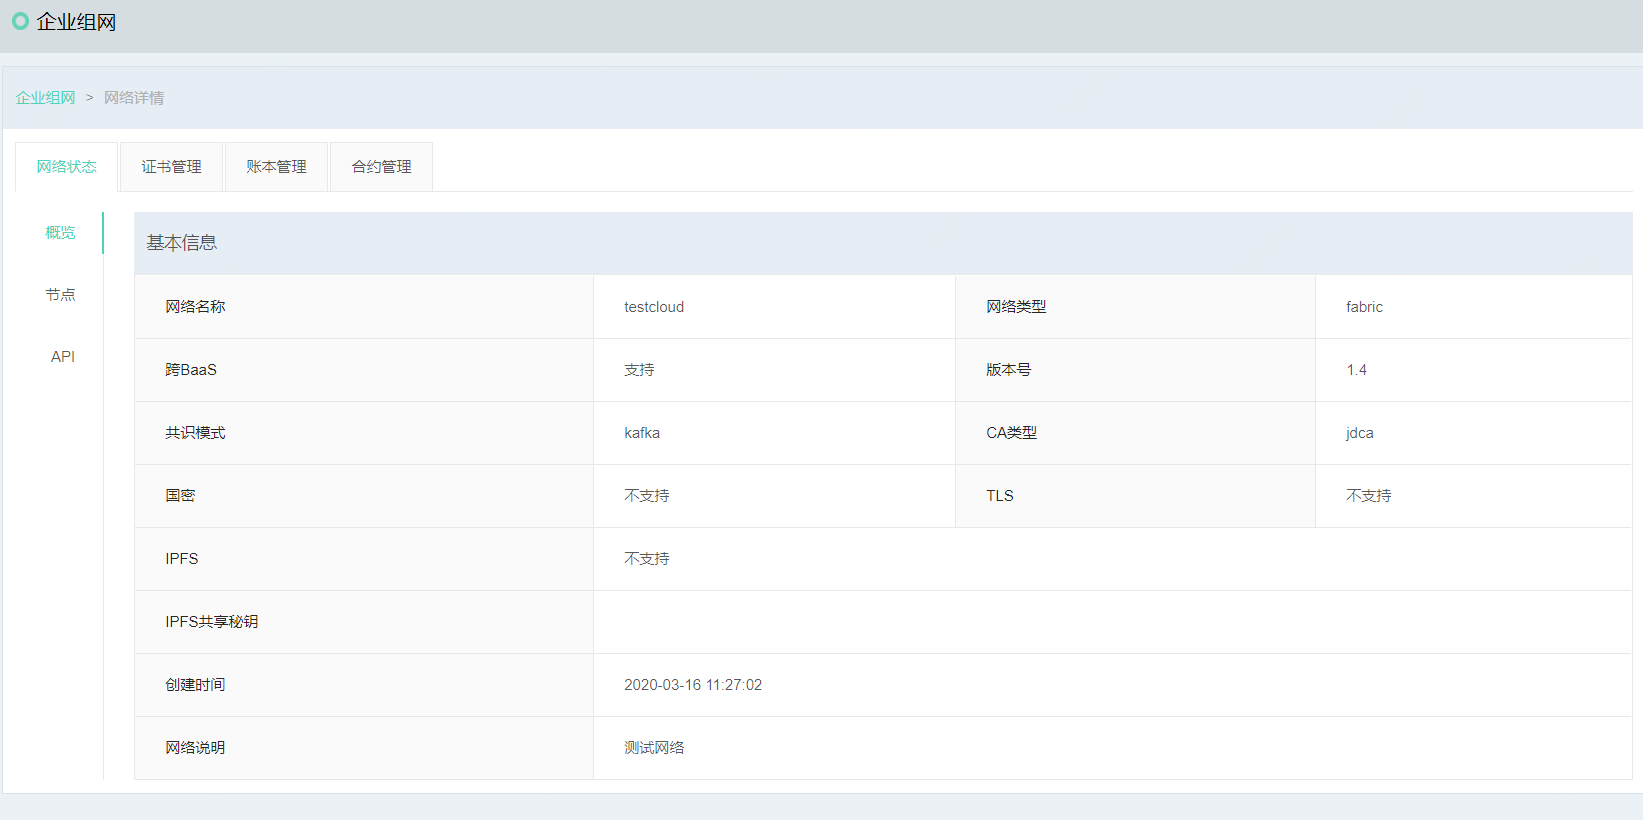 企业组网
企业组网 > 网络详情
网络状态 证书管理 账本管理 合约管理
概览
节点
API
基本信息
网络名称 testcloud 网络类型 fabric
跨BaaS 支持 版本号 1.4
共识模式 kafka CA类型 jdca
国密 不支持 TLS 不支持
IPFS 不支持
IPFS共享秘钥
创建时间 2020-03-16 11:27:02
网络说明 测试网络